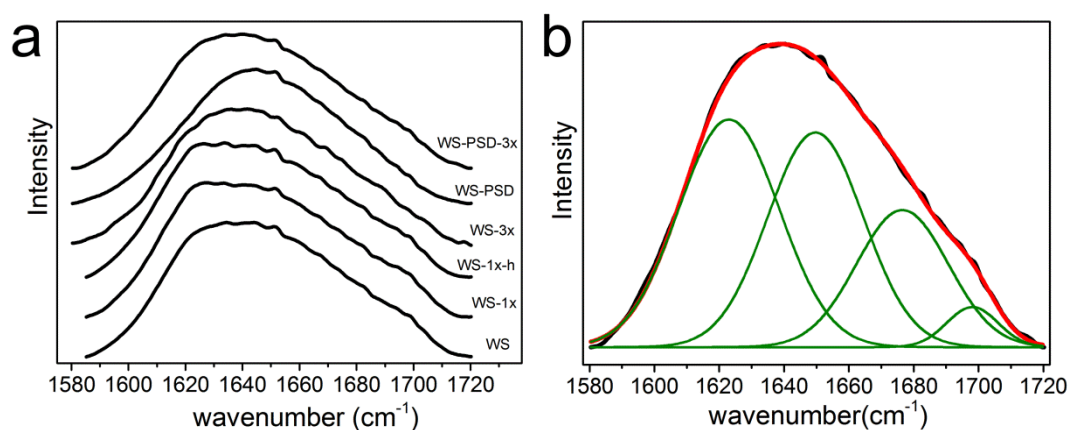 a
Intensity
WS-PSD-3x
WS-PSD
WS-3x
WS-1x-h
WS-1x
WS
1580 1600 1620 1640 1660 1680 1700 1720
wavenumber (cm⁻¹)
b
Intensity
1580 1600 1620 1640 1660 1680 1700 1720
wavenumber(cm⁻¹)